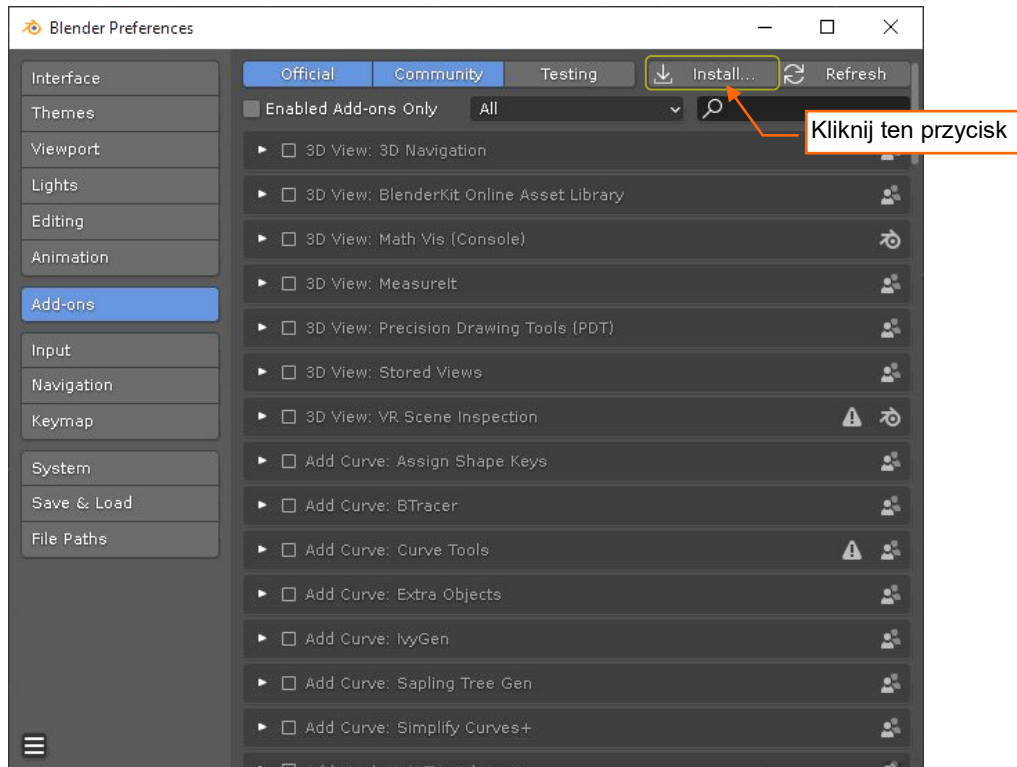 Blender Preferences
Interface
Themes
Viewport
Lights
Editing
Animation
Add-ons
Input
Navigation
Keymap
System
Save & Load
File Paths
Official Community Testing Install... Refresh
Enabled Add-ons Only All
Kliknij ten przycisk
3D View: 3D Navigation
3D View: BlenderKit Online Asset Library
3D View: Math Vis (Console)
3D View: MeasureIt
3D View: Precision Drawing Tools (PDT)
3D View: Stored Views
3D View: VR Scene Inspection
Add Curve: Assign Shape Keys
Add Curve: BTracer
Add Curve: Curve Tools
Add Curve: Extra Objects
Add Curve: IvyGen
Add Curve: Sapling Tree Gen
Add Curve: Simplify Curves+